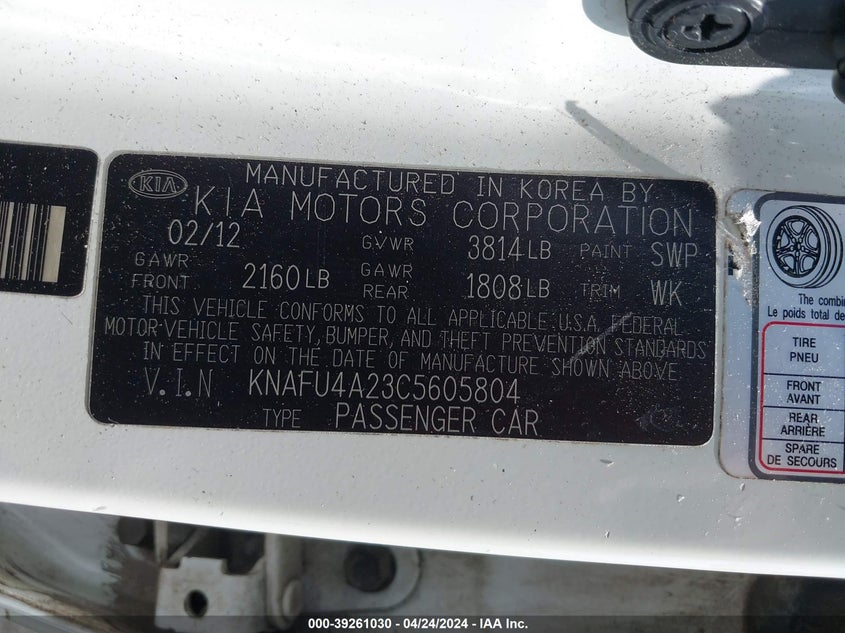 KIA
MANUFACTURED IN KOREA BY
KIA MOTORS CORPORATION
02/12 GVWR 3814LB PAINT SWP
GAWR FRONT 2160LB GAWR REAR 1808LB TRIM WK
THIS VEHICLE CONFORMS TO ALL APPLICABLE U.S.A. FEDERAL
MOTOR-VEHICLE SAFETY, BUMPER, AND THEFT PREVENTION STANDARDS
IN EFFECT ON THE DATE OF MANUFACTURE SHOWN ABOVE
V.I.N KNAFU4A23C5605804
TYPE PASSENGER CAR
The combin
Le poids total de
TIRE
PNEU
FRONT
AVANT
REAR
ARRIÈRE
SPARE
DE SECOURS
000-39261030 - 04/24/2024 - IAA Inc.